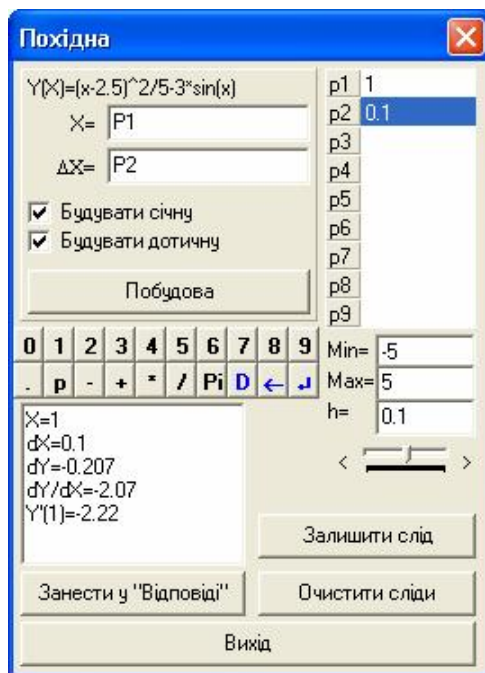 Похідна
Y(X)=(x-2.5)^2/5-3*sin(x)
X= P1
ΔX= P2
Будувати січну
Будувати дотичну
Побудова
p1 1
p2 0.1
p3
p4
p5
p6
p7
p8
p9
0 1 2 3 4 5 6 7 8 9
. p - + * / Pi D ← ↲
Min= -5
Max= 5
h= 0.1
< >
X=1
dX=0.1
dY=-0.207
dY/dX=-2.07
Y'(1)=-2.22
Залишити слід
Занести у "Відповіді"
Очистити сліди
Вихід